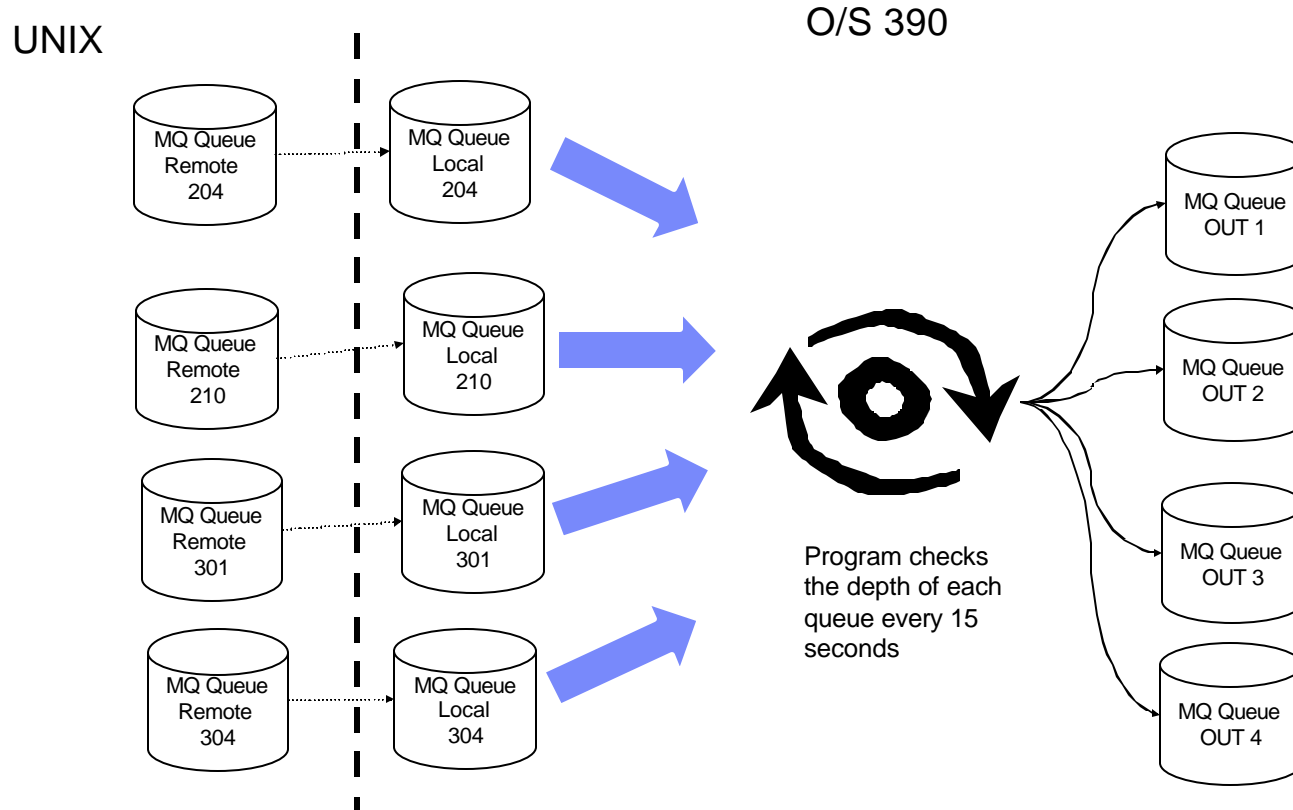 UNIX
O/S 390
MQ Queue
Remote
204
MQ Queue
Local
204
MQ Queue
OUT 1
MQ Queue
Remote
210
MQ Queue
Local
210
MQ Queue
OUT 2
MQ Queue
Remote
301
MQ Queue
Local
301
Program checks
the depth of each
queue every 15
seconds
MQ Queue
OUT 3
MQ Queue
Remote
304
MQ Queue
Local
304
MQ Queue
OUT 4